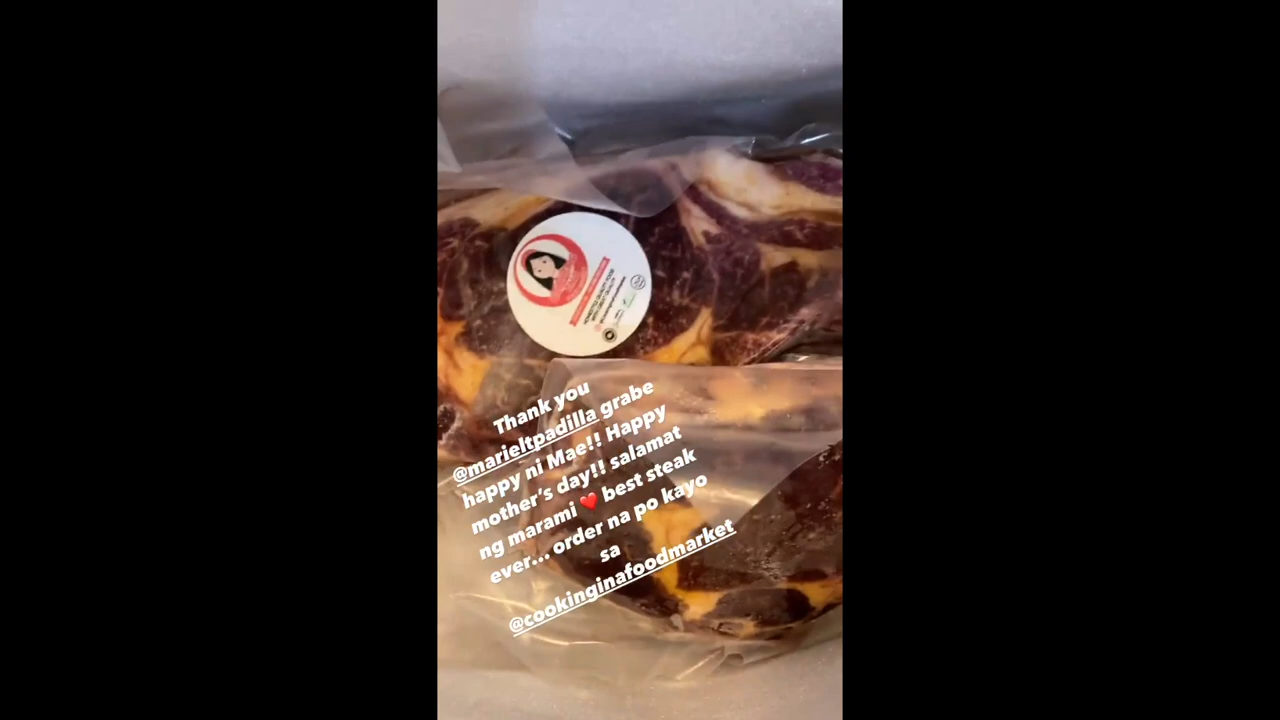 Thank you
@marieltpadilla grabe
happy ni Mae!! Happy
mother's day!! salamat
ng marami ❤️ best steak
ever... order na po kayo
sa
@cookinginafoodmarket